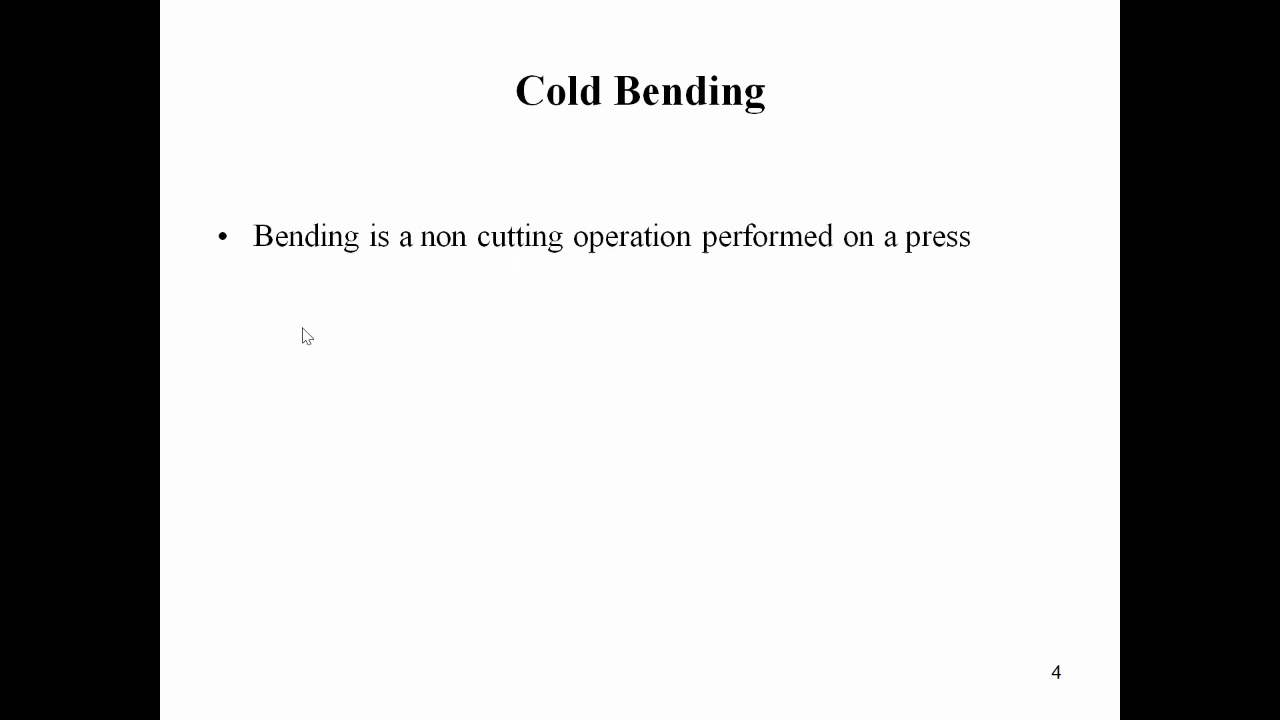 Cold Bending
• Bending is a non cutting operation performed on a press
4